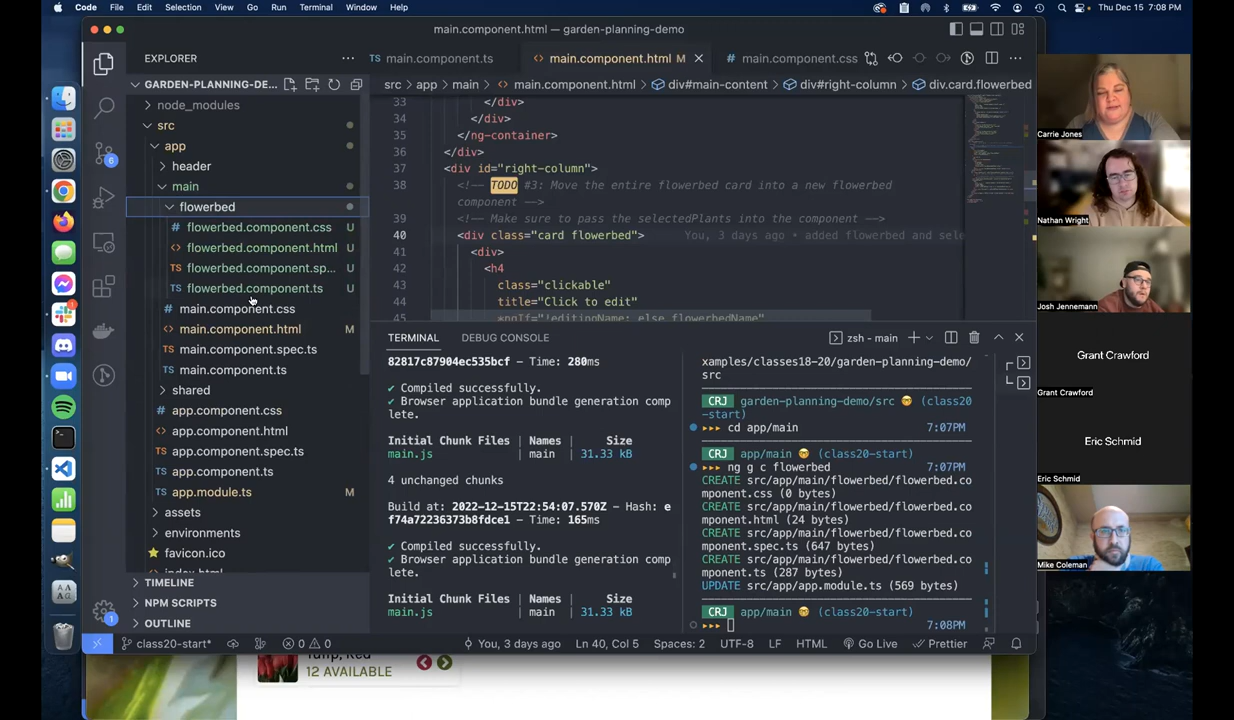 Code File Edit Selection View Go Run Terminal Window Help
Thu Dec 15 7:08 PM
main.component.html — garden-planning-demo
EXPLORER
GARDEN-PLANNING-DE...
node_modules
src
app
header
main
flowerbed
flowerbed.component.css U
flowerbed.component.html U
flowerbed.component.sp... U
flowerbed.component.ts U
main.component.css
main.component.html M
main.component.spec.ts
main.component.ts
shared
app.component.css
app.component.html
app.component.spec.ts
app.component.ts
app.module.ts M
assets
environments
favicon.ico
TIMELINE
NPM SCRIPTS
OUTLINE
6
1
1
TS main.component.ts
<> main.component.html M
# main.component.css
src > app > main > <> main.component.html > div#main-content > div#right-column > div.card.flowerbed
33 </div>
34 </div>
35 </ng-container>
36 </div>
37 <div id="right-column">
38 <!-- TODO #3: Move the entire flowerbed card into a new flowerbed
component -->
39 <!-- Make sure to pass the selectedPlants into the component -->
40 <div class="card flowerbed"> You, 3 days ago • added flowerbed and sele
41 <div>
42 <h4
43 class="clickable"
44 title="Click to edit"
45 *ngIf="!editingName; else flowerbedName"
TERMINAL
DEBUG CONSOLE
zsh - main
82817c87904ec535bcf - Time: 280ms
✔ Compiled successfully.
✔ Browser application bundle generation comp
lete.
Initial Chunk Files | Names | Size
main.js | main | 31.33 kB
4 unchanged chunks
Build at: 2022-12-15T22:54:07.570Z - Hash: e
f74a72236373b8fdce1 - Time: 165ms
✔ Compiled successfully.
✔ Browser application bundle generation comp
lete.
Initial Chunk Files | Names | Size
main.js | main | 31.33 kB
xamples/classes18-20/garden-planning-demo/
src
CRJ garden-planning-demo/src (class20
-start)
▸▸▸ cd app/main 7:07PM
CRJ app/main (class20-start)
▸▸▸ ng g c flowerbed 7:07PM
CREATE src/app/main/flowerbed/flowerbed.co
mponent.css (0 bytes)
CREATE src/app/main/flowerbed/flowerbed.co
mponent.html (24 bytes)
CREATE src/app/main/flowerbed/flowerbed.co
mponent.spec.ts (647 bytes)
CREATE src/app/main/flowerbed/flowerbed.co
mponent.ts (287 bytes)
UPDATE src/app/app.module.ts (569 bytes)
CRJ app/main (class20-start)
▸▸▸ 7:08PM
class20-start* 0 0 You, 3 days ago Ln 40, Col 5 Spaces: 2 UTF-8 LF HTML Go Live Prettier
12 AVAILABLE
Carrie Jones
Nathan Wright
Josh Jennemann
Grant Crawford
Grant Crawford
Eric Schmid
Eric Schmid
Mike Coleman